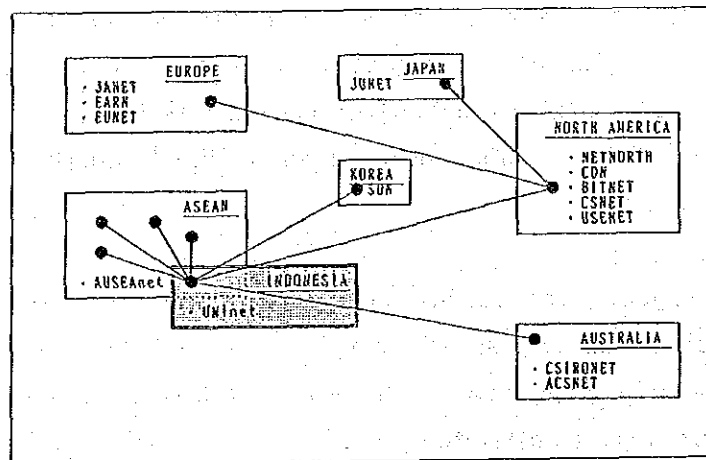 EUROPE
· JANET
· EARN
· EUNET
JAPAN
JUNET
NORTH AMERICA
· NETNORTH
· CDN
· BITNET
· CSNET
· USENET
KOREA
SDN
ASEAN
· AUSEAnet
INDONESIA
· UNInet
AUSTRALIA
· CSIRONET
· ACSNET